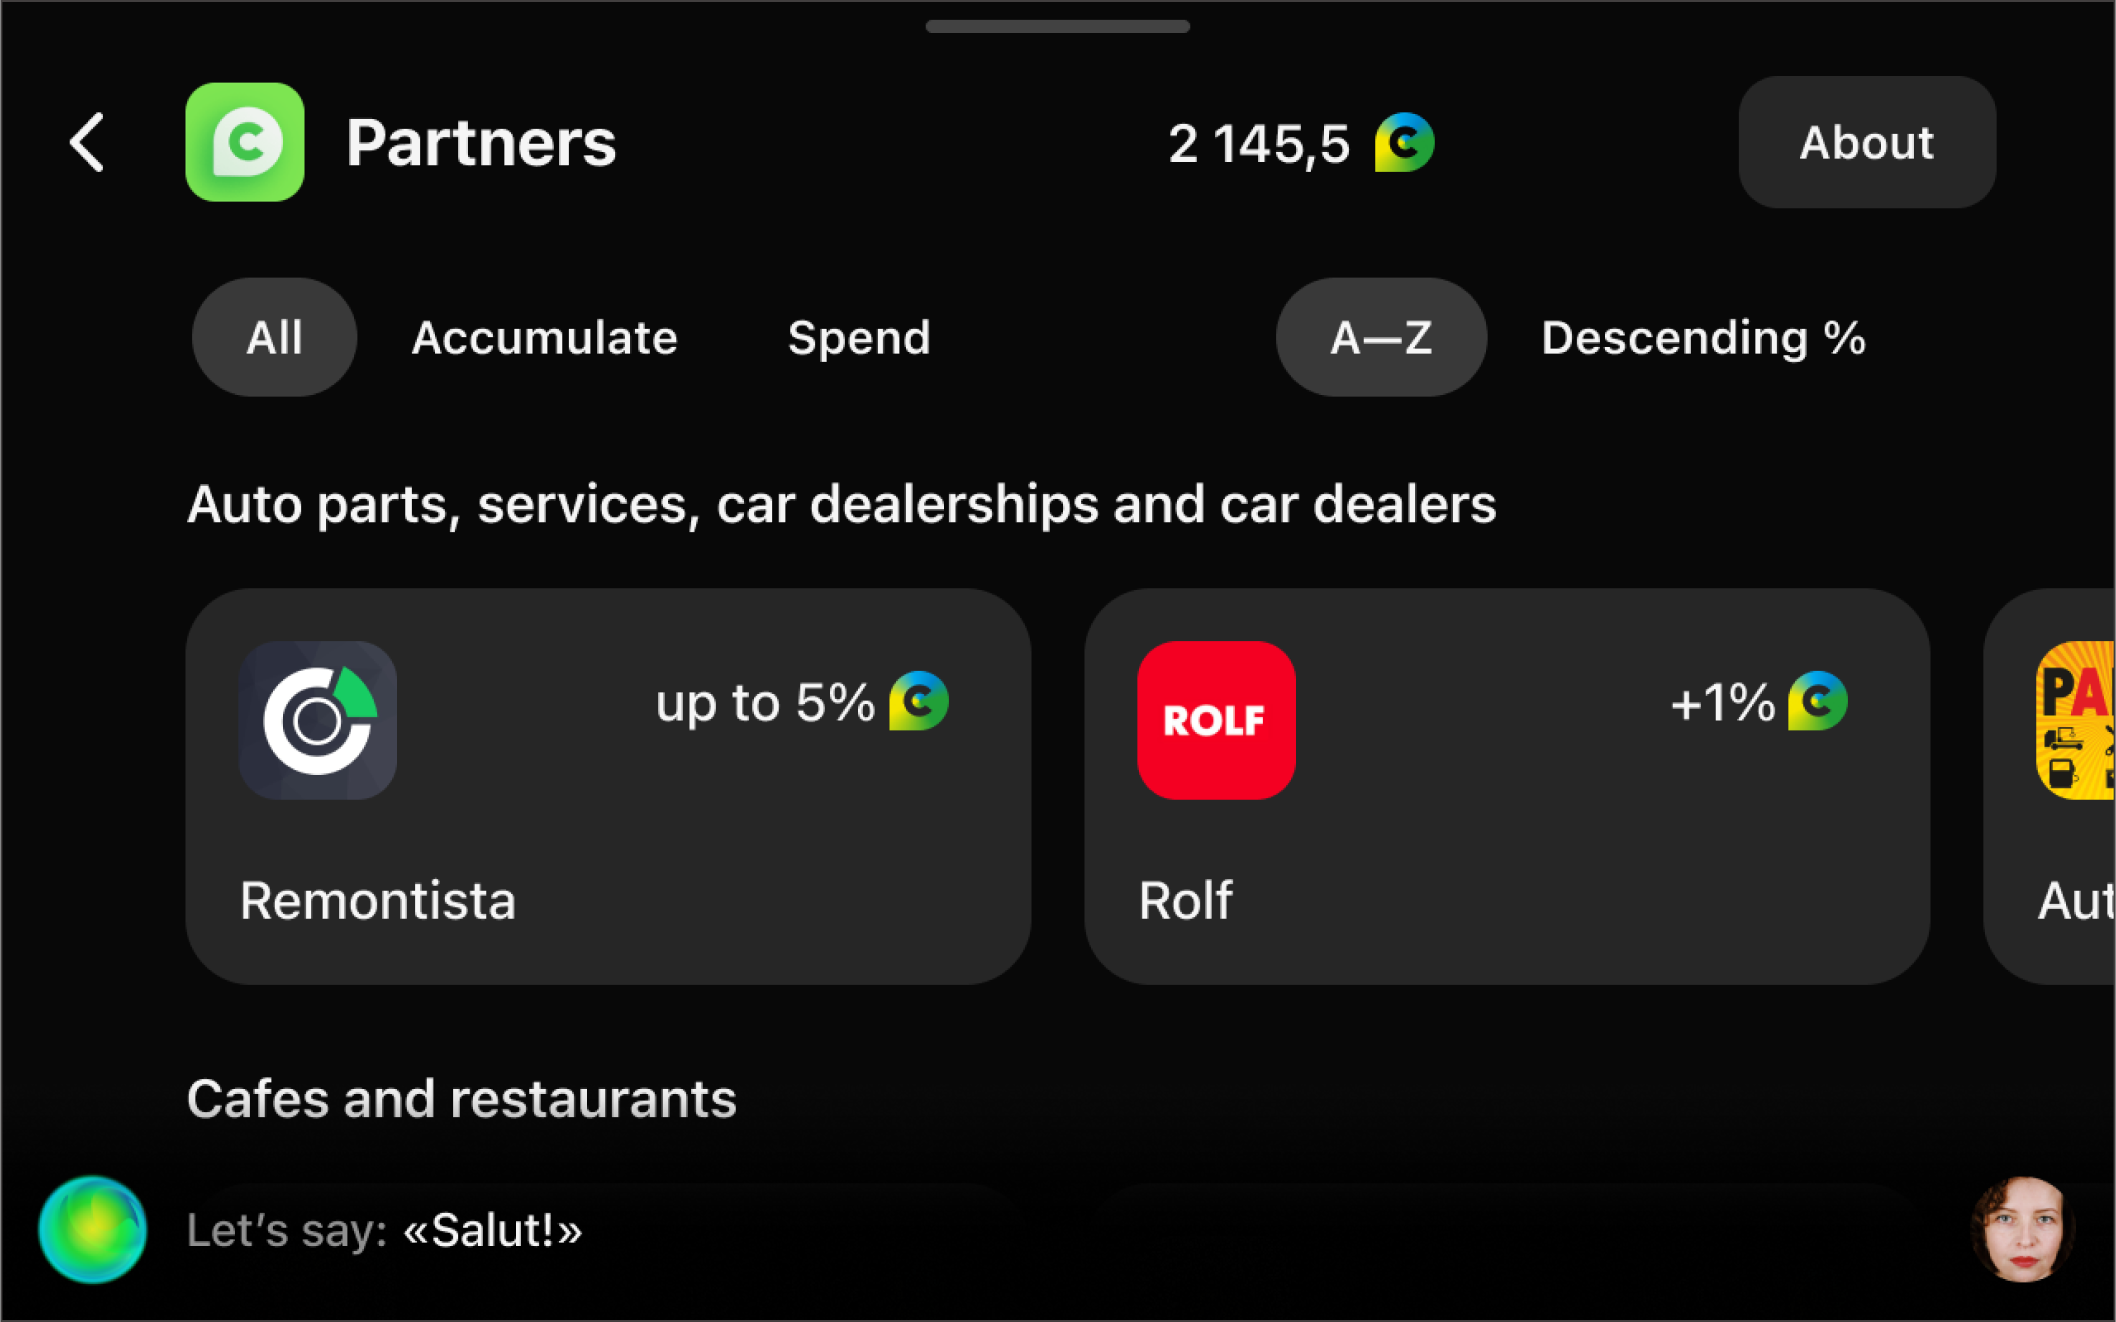 Partners
2 145,5
About
All
Accumulate
Spend
A—Z
Descending %
Auto parts, services, car dealerships and car dealers
up to 5%
Remontista
ROLF
+1%
Rolf
PA
Aut
Cafes and restaurants
Let's say: «Salut!»